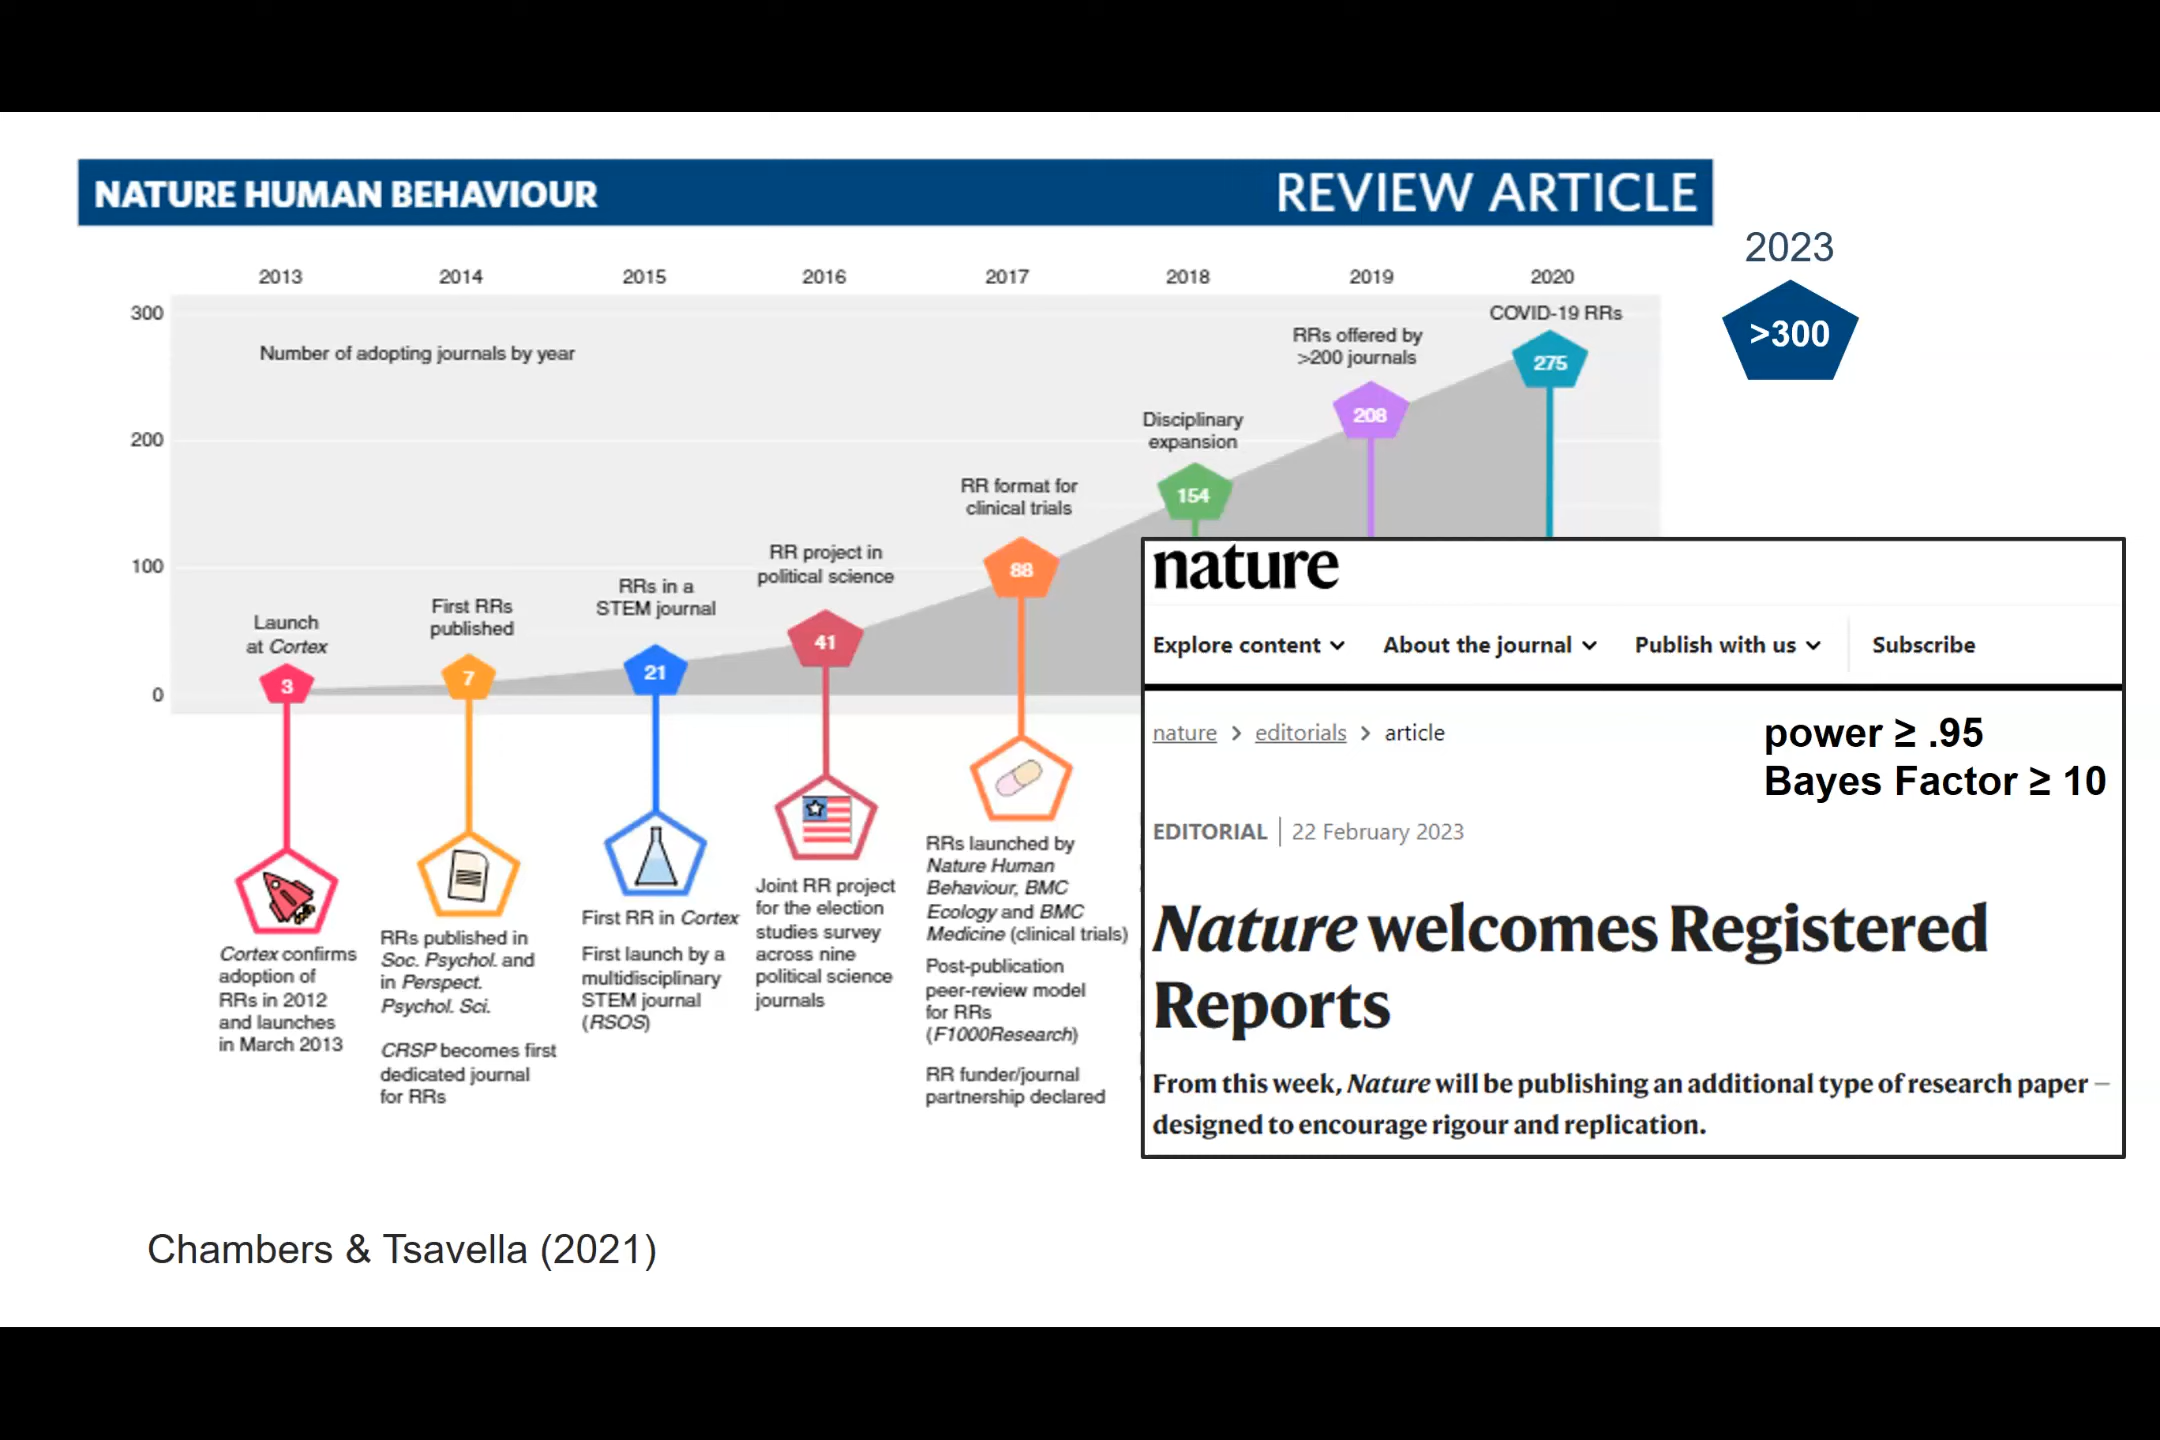 NATURE HUMAN BEHAVIOUR
REVIEW ARTICLE
2023
>300
2013
2014
2015
2016
2017
2018
2019
2020
300
200
100
0
Number of adopting journals by year
Launch
at Cortex
3
First RRs
published
7
RRs in a
STEM journal
21
RR project in
political science
41
RR format for
clinical trials
88
Disciplinary
expansion
154
RRs offered by
>200 journals
208
COVID-19 RRs
275
Cortex confirms
adoption of
RRs in 2012
and launches
in March 2013
RRs published in
Soc. Psychol. and
in Perspect.
Psychol. Sci.
CRSP becomes first
dedicated journal
for RRs
First RR in Cortex
First launch by a
multidisciplinary
STEM journal
(RSOS)
Joint RR project
for the election
studies survey
across nine
political science
journals
RRs launched by
Nature Human
Behaviour, BMC
Ecology and BMC
Medicine (clinical trials)
Post-publication
peer-review model
for RRs
(F1000Research)
RR funder/journal
partnership declared
nature
Explore content
About the journal
Publish with us
Subscribe
nature > editorials > article
power ≥ .95
Bayes Factor ≥ 10
EDITORIAL | 22 February 2023
Nature welcomes Registered
Reports
From this week, Nature will be publishing an additional type of research paper –
designed to encourage rigour and replication.
Chambers & Tsavella (2021)